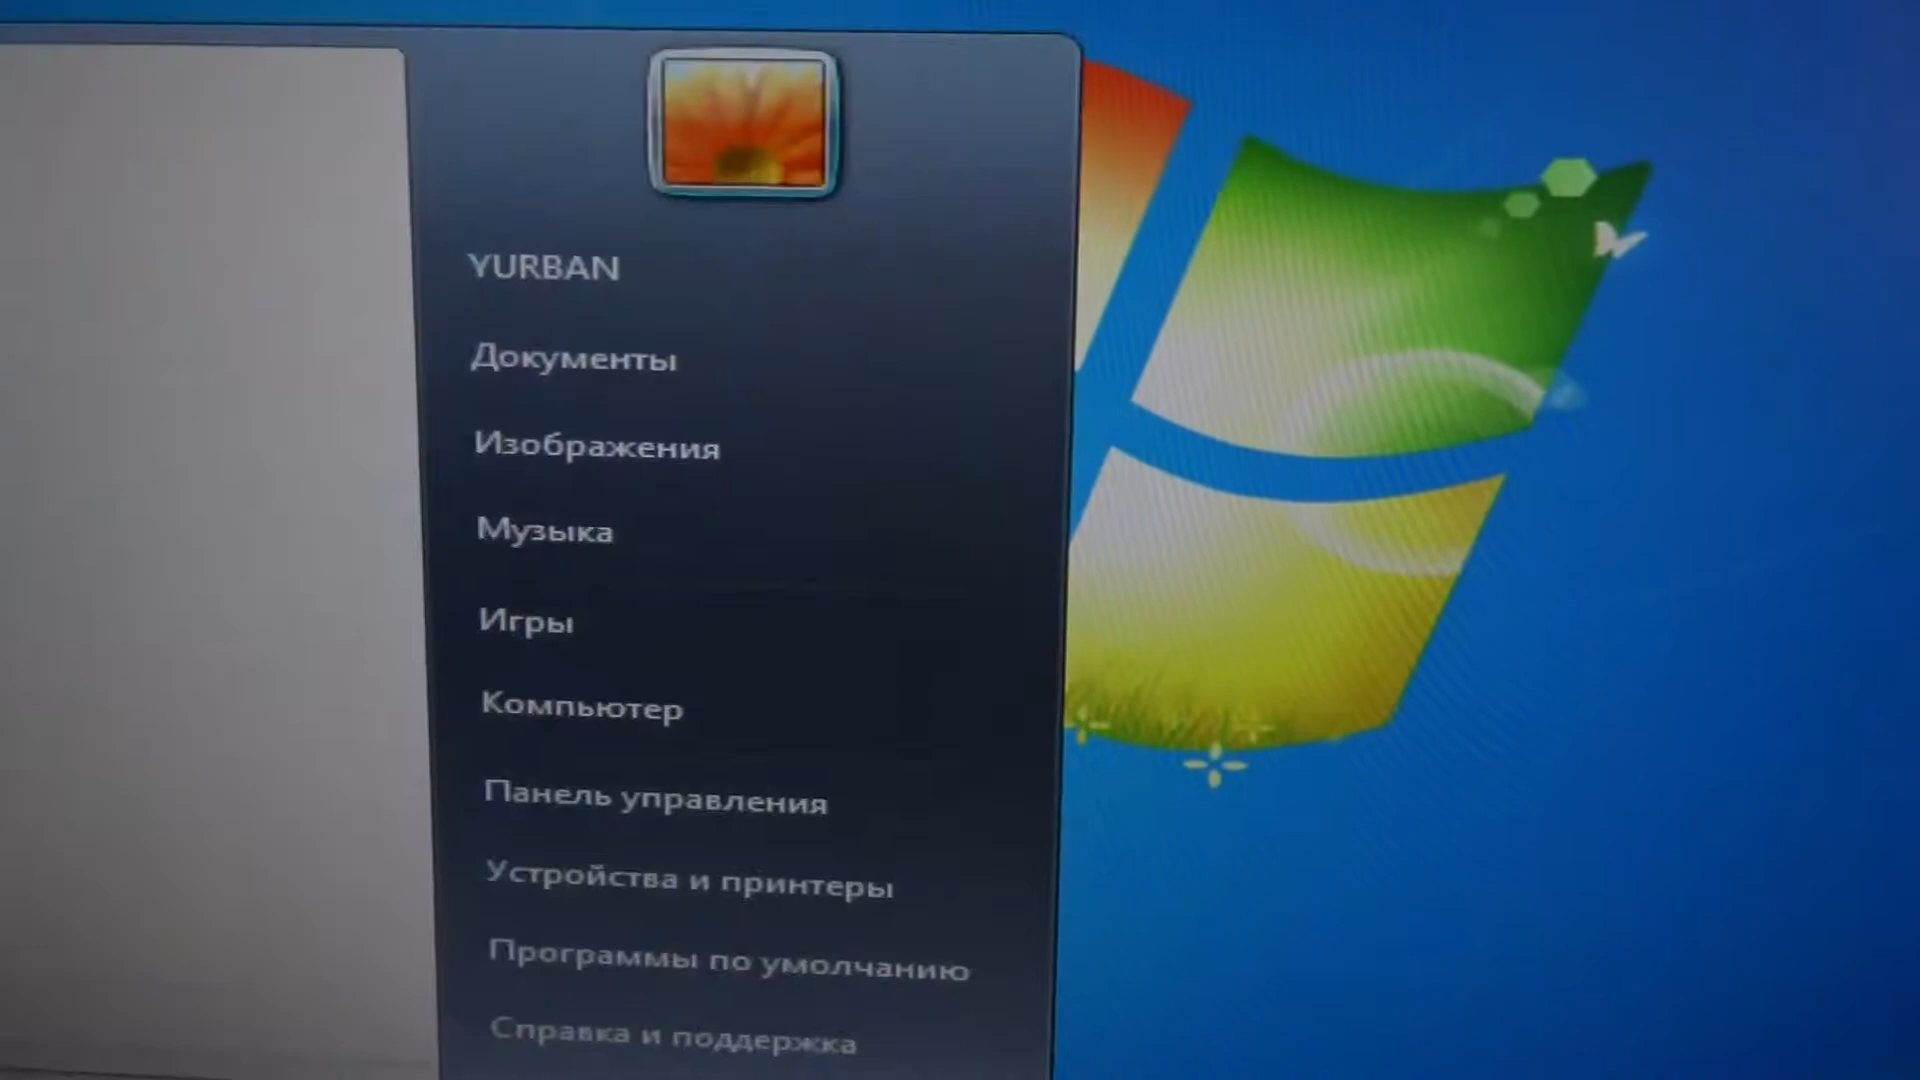 YURBAN
Документы
Изображения
Музыка
Игры
Компьютер
Панель управления
Устройства и принтеры
Программы по умолчанию
Справка и поддержка